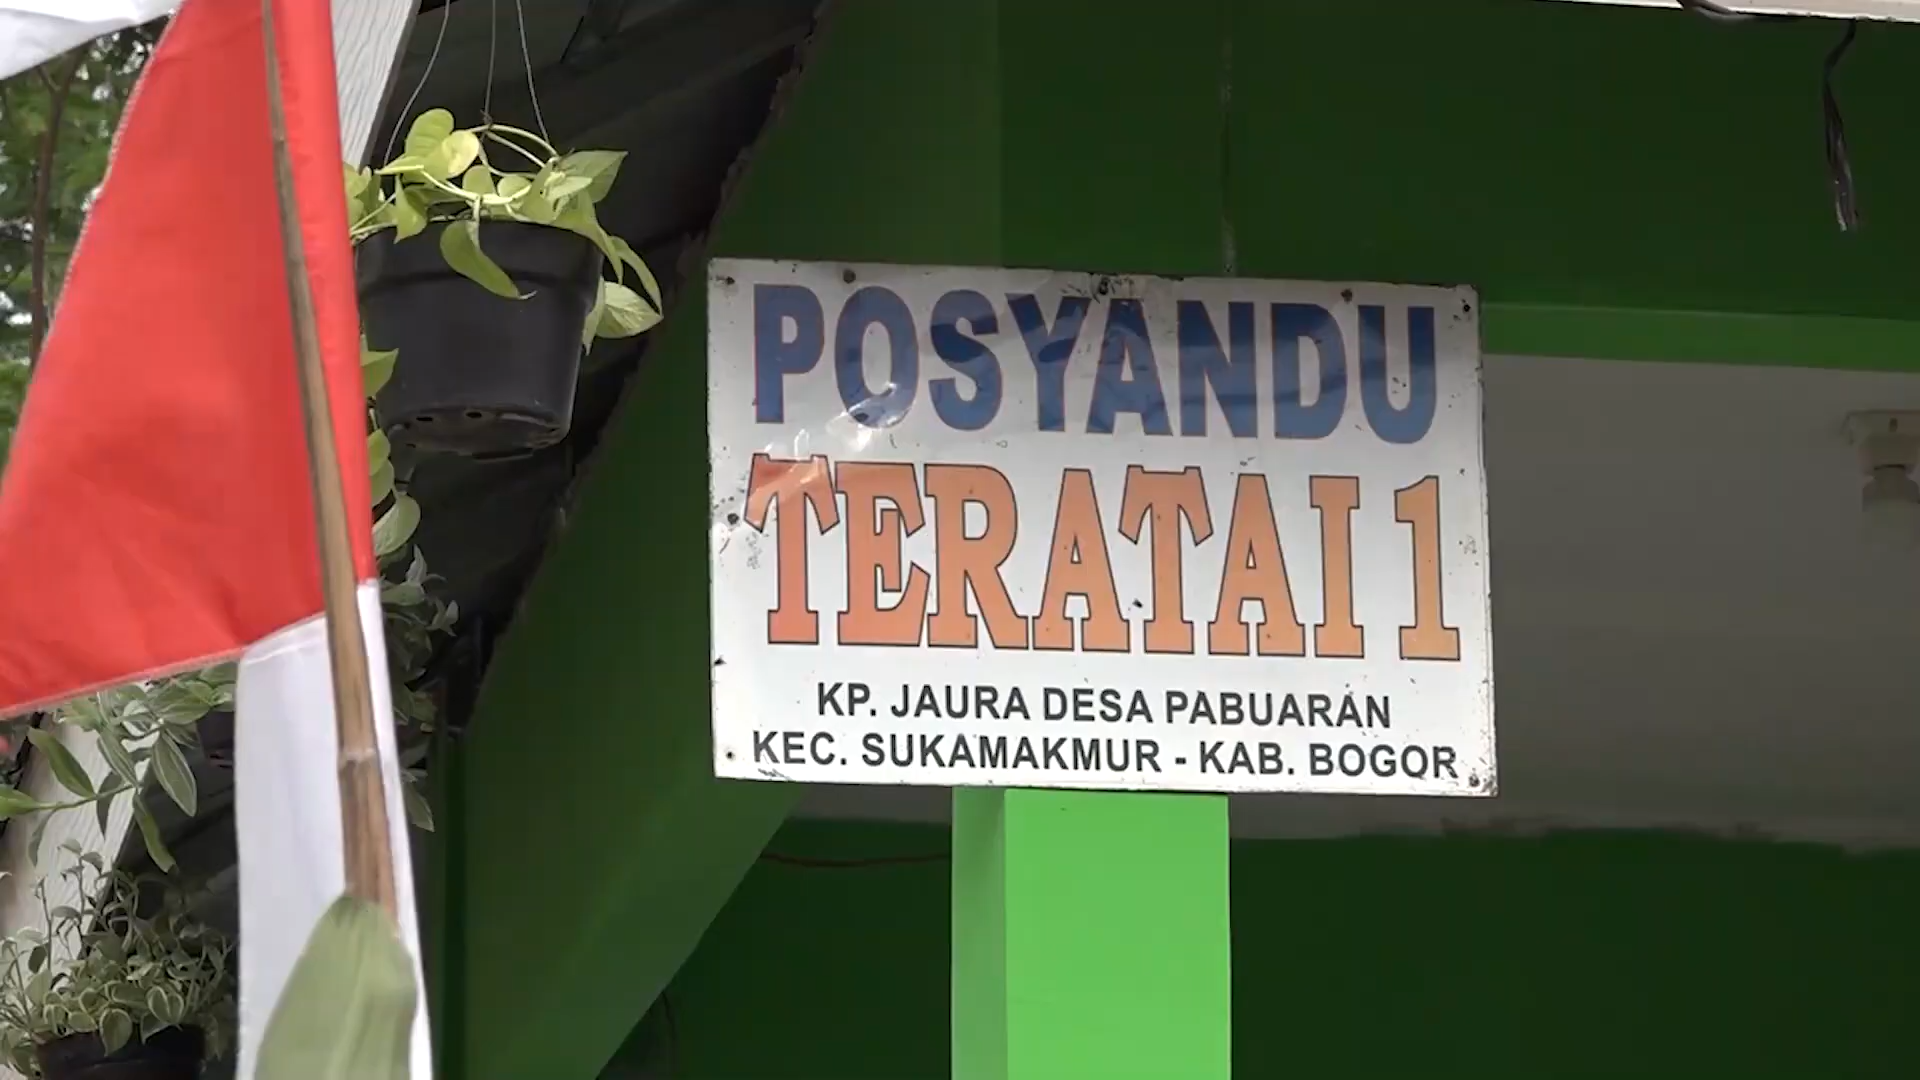 POSYANDU
TERATAI 1
KP. JAURA DESA PABUARAN
KEC. SUKAMAKMUR - KAB. BOGOR